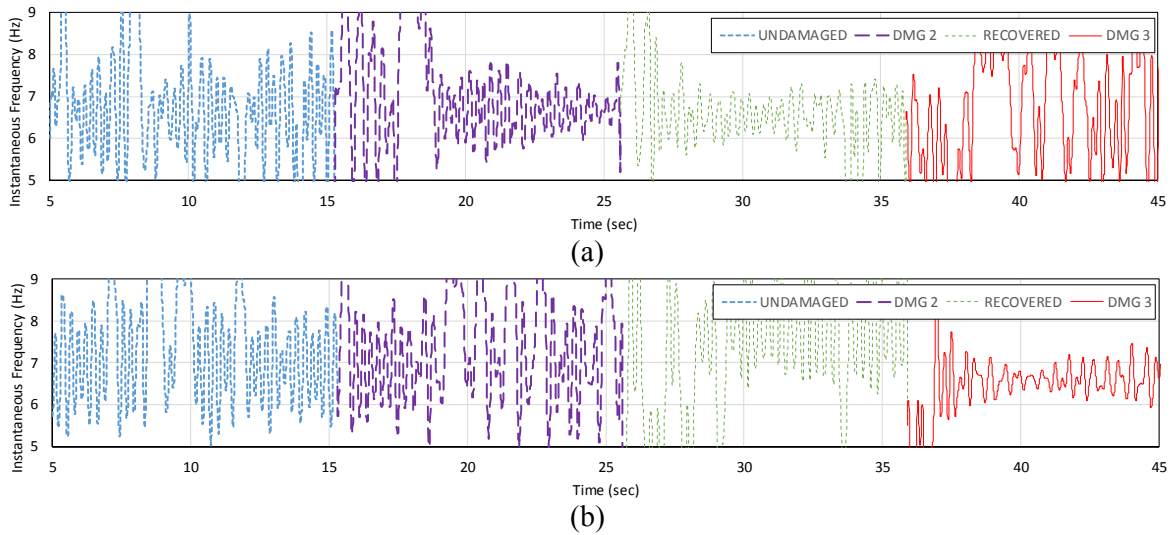 9
8
7
6
5
Instantaneous Frequency (Hz)
UNDAMAGED DMG 2 RECOVERED DMG 3
5 10 15 20 25 30 35 40 45
Time (sec)
(a)
9
8
7
6
5
Instantaneous Frequency (Hz)
UNDAMAGED DMG 2 RECOVERED DMG 3
5 10 15 20 25 30 35 40 45
Time (sec)
(b)